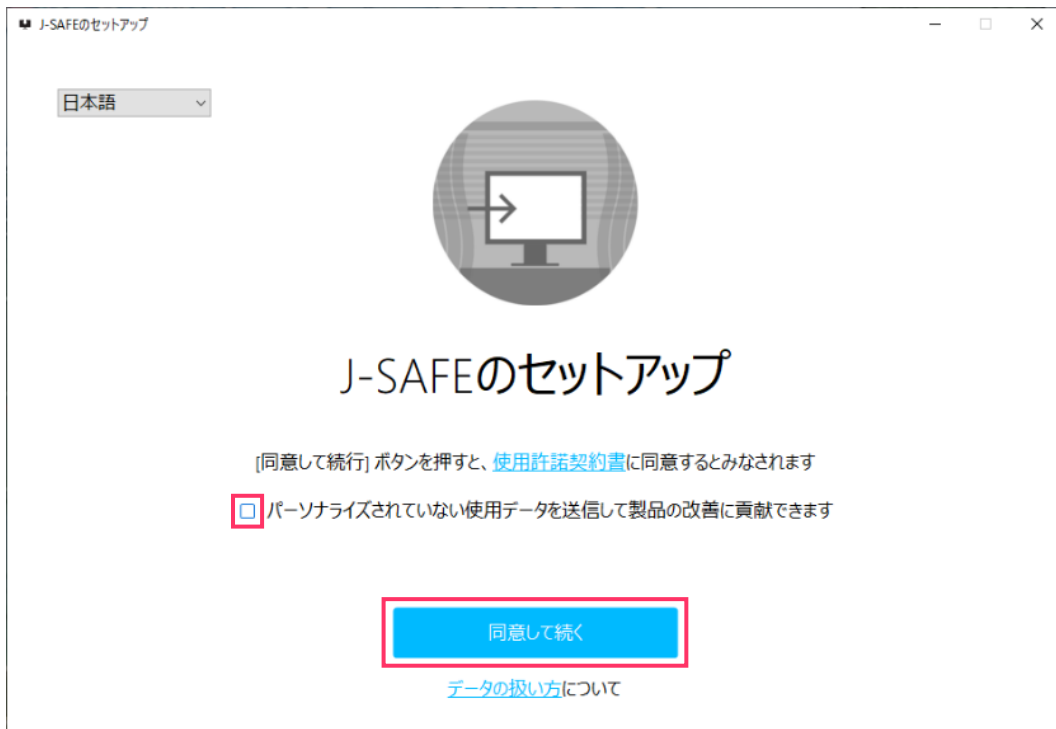 J-SAFEのセットアップ
日本語
J-SAFEのセットアップ
[同意して続行] ボタンを押すと、使用許諾契約書に同意するとみなされます
パーソナライズされていない使用データを送信して製品の改善に貢献できます
同意して続く
データの扱い方について